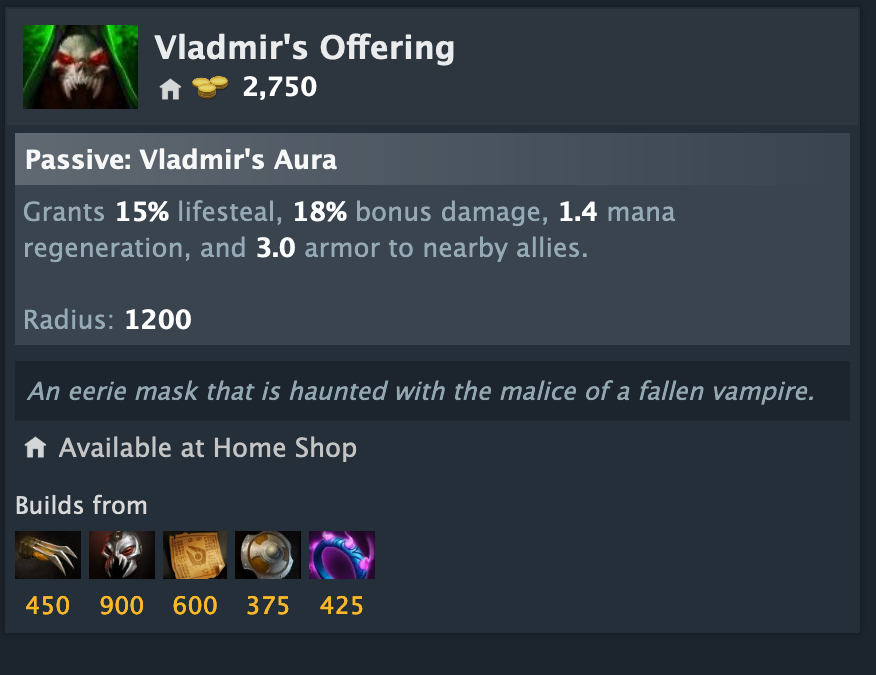 Vladmir's Offering
2,750
Passive: Vladmir's Aura
Grants 15% lifesteal, 18% bonus damage, 1.4 mana
regeneration, and 3.0 armor to nearby allies.
Radius: 1200
An eerie mask that is haunted with the malice of a fallen vampire.
Available at Home Shop
Builds from
450 900 600 375 425